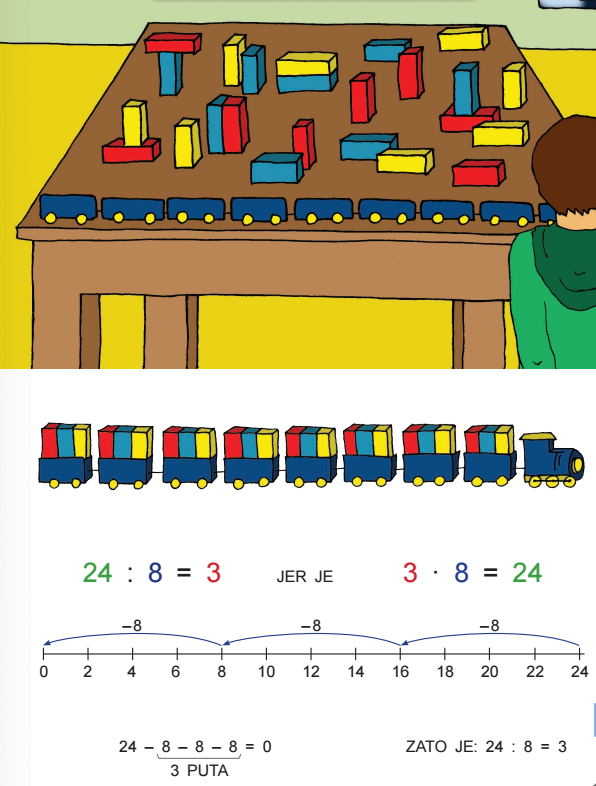 24 : 8 = 3 JER JE 3 · 8 = 24
–8 –8 –8
0 2 4 6 8 10 12 14 16 18 20 22 24
24 – 8 – 8 – 8 = 0 ZATO JE: 24 : 8 = 3
3 PUTA